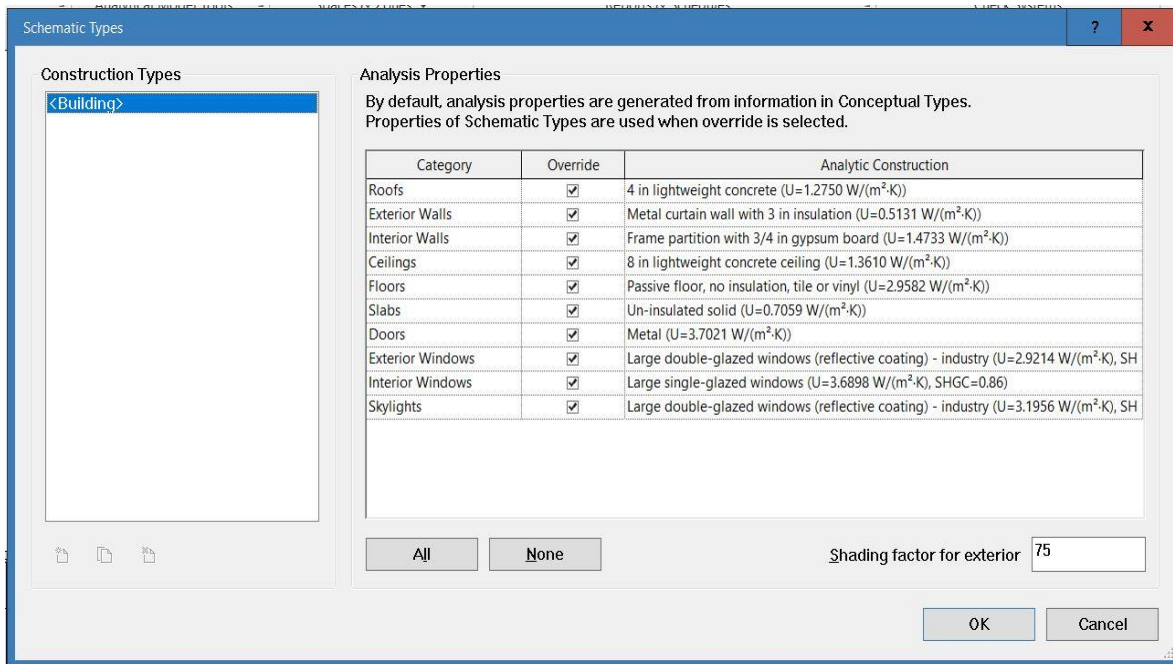 Schematic Types
?
X
Construction Types
<Building>
Analysis Properties
By default, analysis properties are generated from information in Conceptual Types.
Properties of Schematic Types are used when override is selected.
Category Override Analytic Construction
Roofs 4 in lightweight concrete (U=1.2750 W/(m²·K))
Exterior Walls Metal curtain wall with 3 in insulation (U=0.5131 W/(m²·K))
Interior Walls Frame partition with 3/4 in gypsum board (U=1.4733 W/(m²·K))
Ceilings 8 in lightweight concrete ceiling (U=1.3610 W/(m²·K))
Floors Passive floor, no insulation, tile or vinyl (U=2.9582 W/(m²·K))
Slabs Un-insulated solid (U=0.7059 W/(m²·K))
Doors Metal (U=3.7021 W/(m²·K))
Exterior Windows Large double-glazed windows (reflective coating) - industry (U=2.9214 W/(m²·K), SH
Interior Windows Large single-glazed windows (U=3.6898 W/(m²·K), SHGC=0.86)
Skylights Large double-glazed windows (reflective coating) - industry (U=3.1956 W/(m²·K), SH
All None Shading factor for exterior 75
OK Cancel